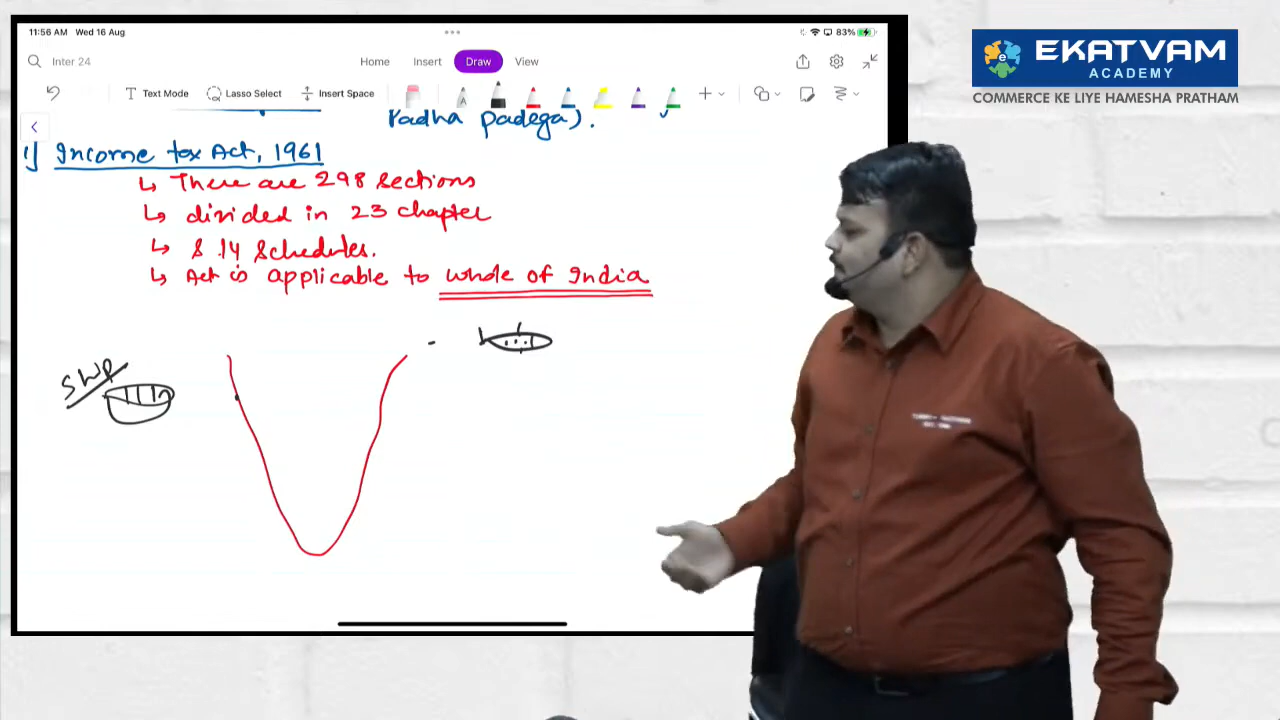 11:56 AM Wed 16 Aug
83%
Inter 24
Home Insert Draw View
Text Mode Lasso Select Insert Space
Padha padega).
1) Income tax Act, 1961
↳ There are 298 sections
↳ divided in 23 chapter
↳ & 14 Schedules.
↳ Act is applicable to whole of India
SWP
EKATVAM
ACADEMY
COMMERCE KE LIYE HAMESHA PRATHAM